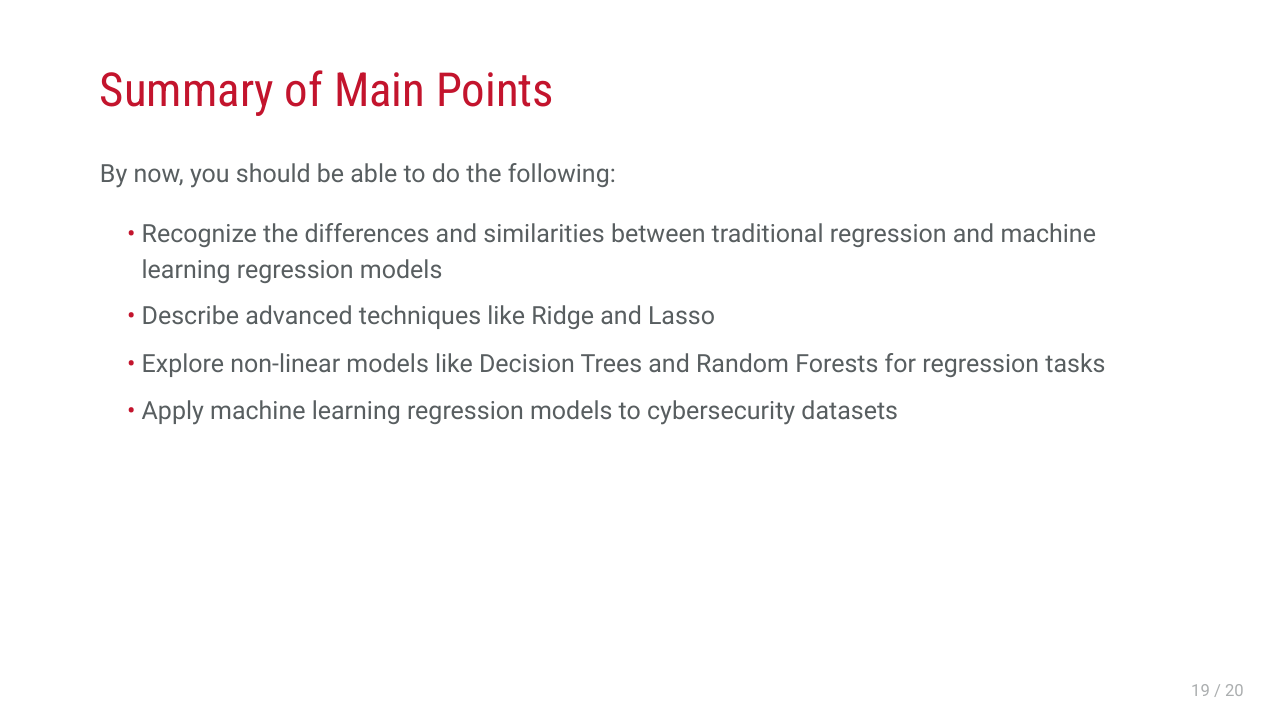 Summary of Main Points
By now, you should be able to do the following:
• Recognize the differences and similarities between traditional regression and machine
learning regression models
• Describe advanced techniques like Ridge and Lasso
• Explore non-linear models like Decision Trees and Random Forests for regression tasks
• Apply machine learning regression models to cybersecurity datasets
19 / 20